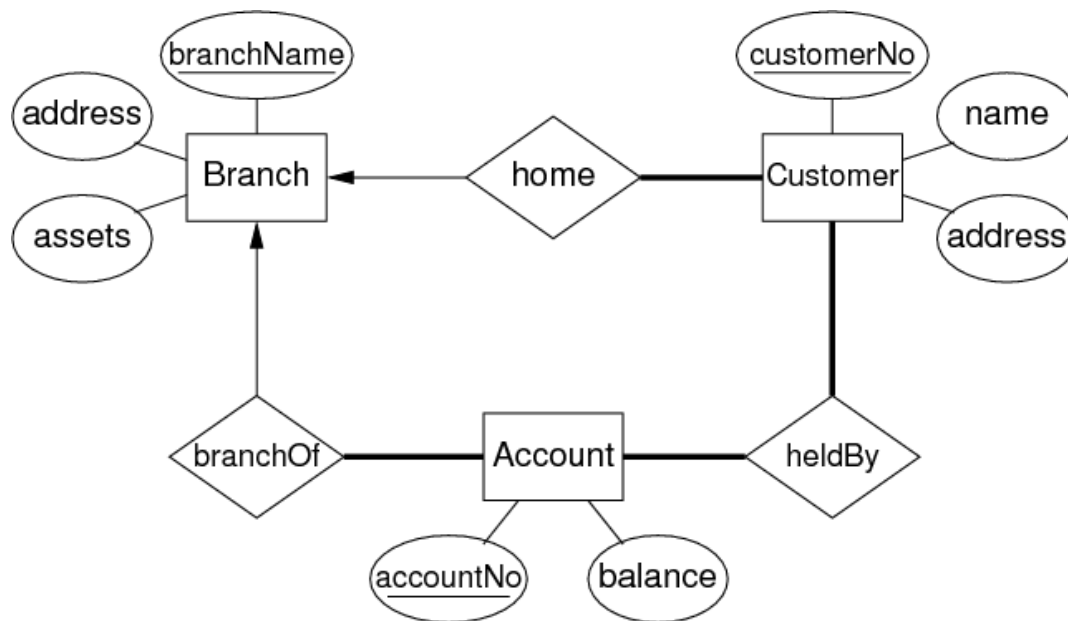 branchName
customerNo
address
name
Branch
home
Customer
assets
address
branchOf
Account
heldBy
accountNo
balance